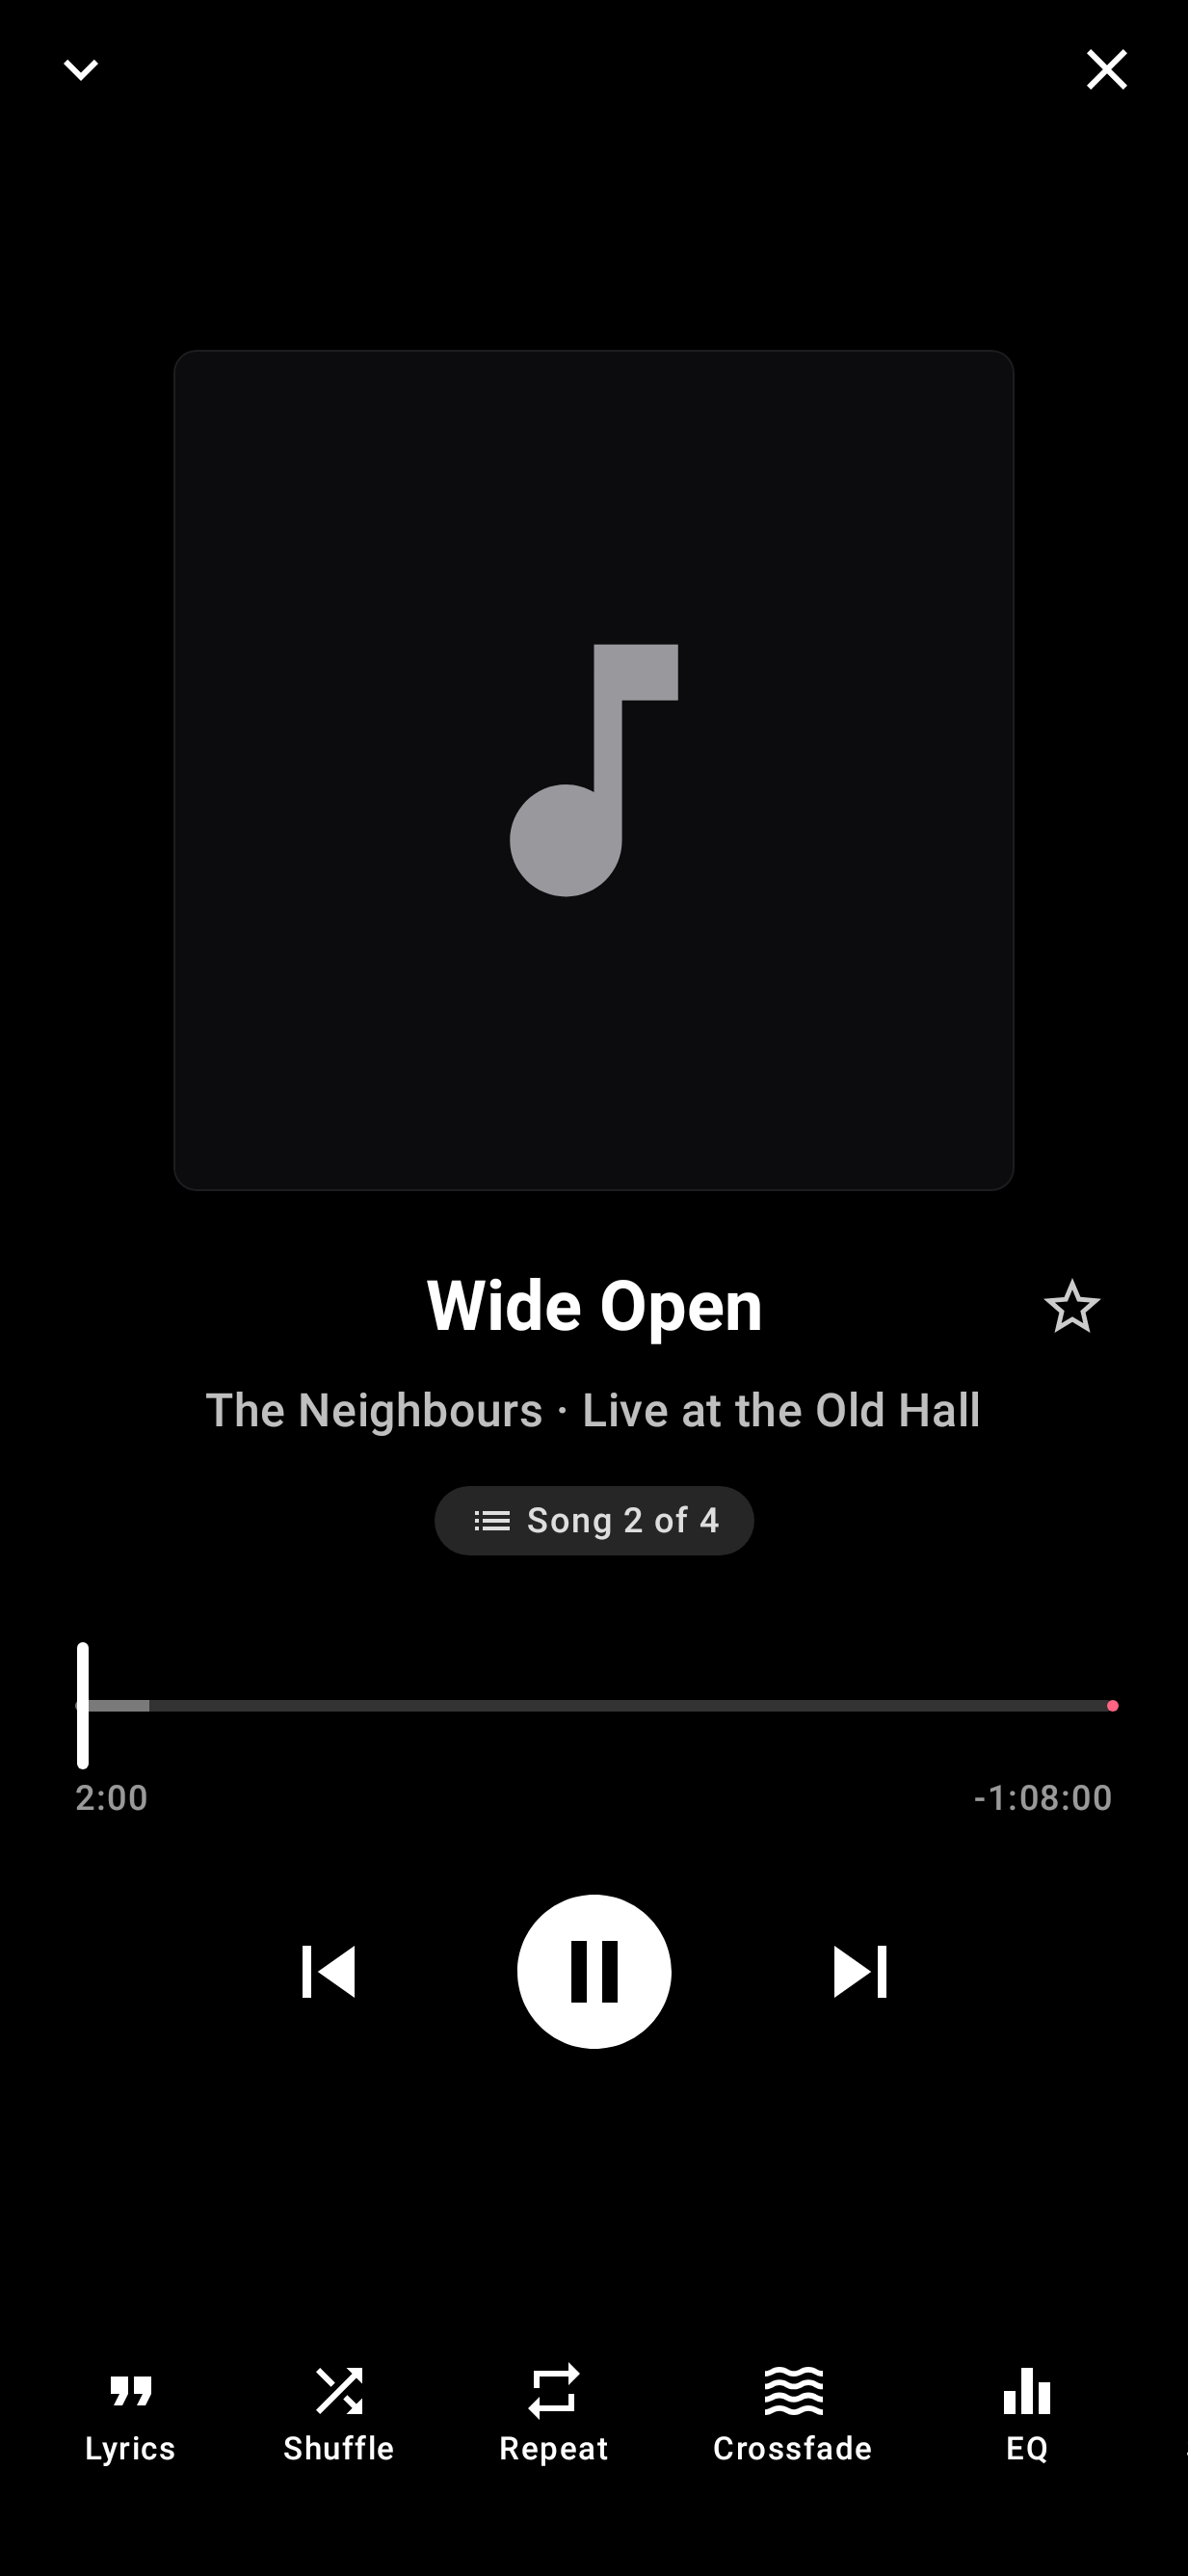 Wide Open
The Neighbours · Live at the Old Hall
Song 2 of 4
2:00
-1:08:00
Lyrics
Shuffle
Repeat
Crossfade
EQ